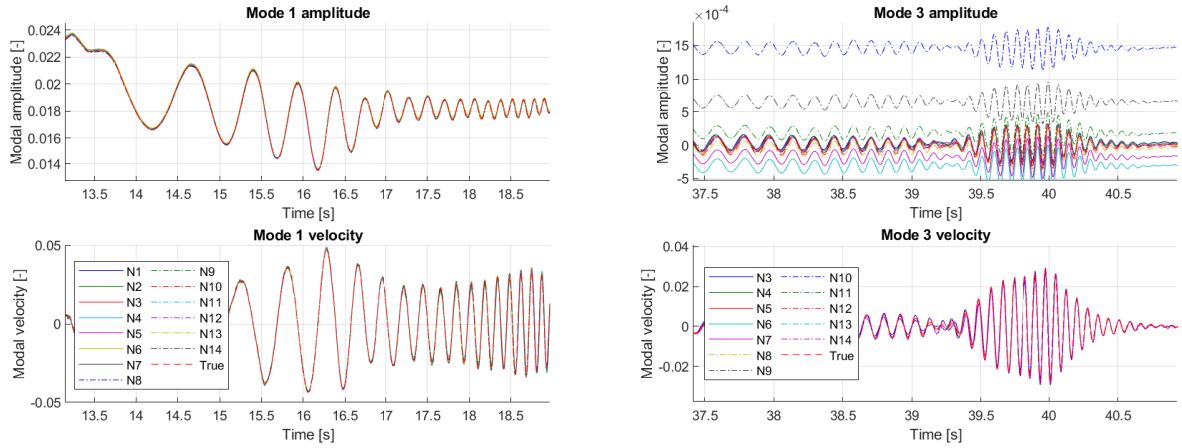 Mode 1 amplitude
Modal amplitude [-]
0.024
0.022
0.02
0.018
0.016
0.014
13.5 14 14.5 15 15.5 16 16.5 17 17.5 18 18.5
Time [s]
Mode 3 amplitude
×10⁻⁴
Modal amplitude [-]
15
10
5
0
-5
37.5 38 38.5 39 39.5 40 40.5
Time [s]
Mode 1 velocity
Modal velocity [-]
0.05
0
-0.05
N1 N9
N2 N10
N3 N11
N4 N12
N5 N13
N6 N14
N7 True
N8
13.5 14 14.5 15 15.5 16 16.5 17 17.5 18 18.5
Time [s]
Mode 3 velocity
Modal velocity [-]
0.04
0.02
0
-0.02
N3 N10
N4 N11
N5 N12
N6 N13
N7 N14
N8 True
N9
37.5 38 38.5 39 39.5 40 40.5
Time [s]